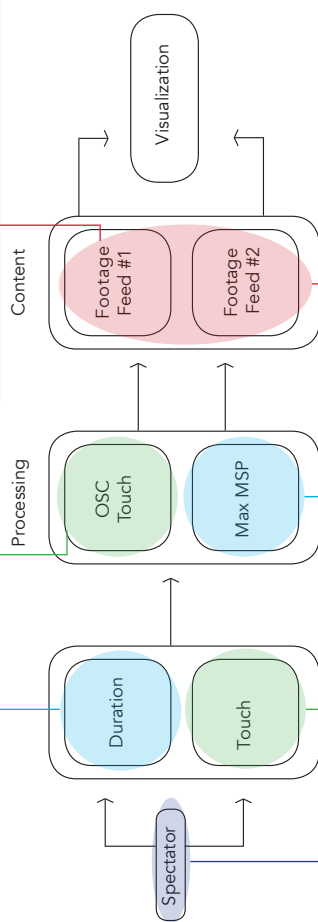 Spectator
Duration
Touch
Processing
OSC
Touch
Max MSP
Content
Footage
Feed #1
Footage
Feed #2
Visualization